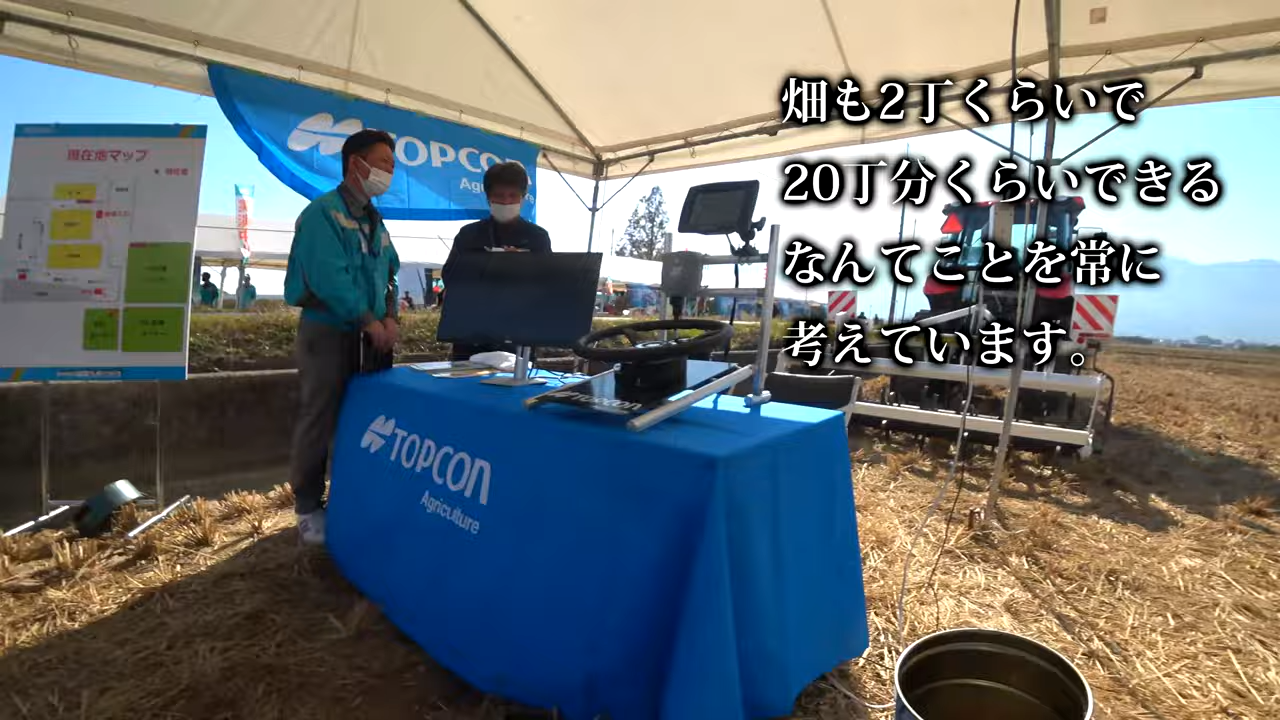 現在地マップ
TOPCON
畑も2丁くらいで
20丁分くらいできる
なんてことを常に
考えています。
TOPCON
Agriculture
TOPCON